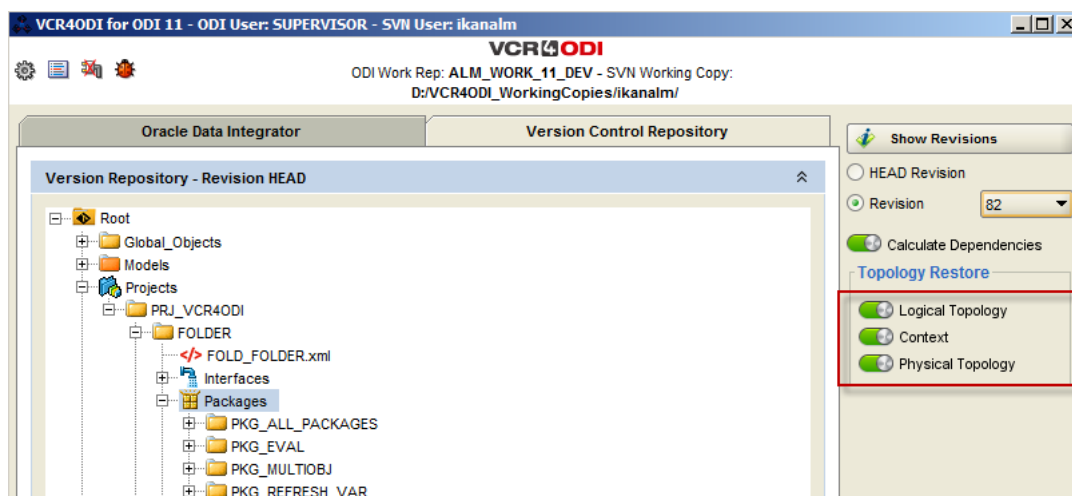 VCR4ODI for ODI 11 - ODI User: SUPERVISOR - SVN User: ikanalm
VCR4ODI
ODI Work Rep: ALM_WORK_11_DEV - SVN Working Copy:
D:/VCR4ODI_WorkingCopies/ikanalm/
Oracle Data Integrator
Version Control Repository
Show Revisions
Version Repository - Revision HEAD
HEAD Revision
Revision
82
Root
Global_Objects
Models
Projects
PRJ_VCR4ODI
FOLDER
</> FOLD_FOLDER.xml
Interfaces
Packages
PKG_ALL_PACKAGES
PKG_EVAL
PKG_MULTIOBJ
PKG_REFRESH_VAR
Calculate Dependencies
Topology Restore
Logical Topology
Context
Physical Topology